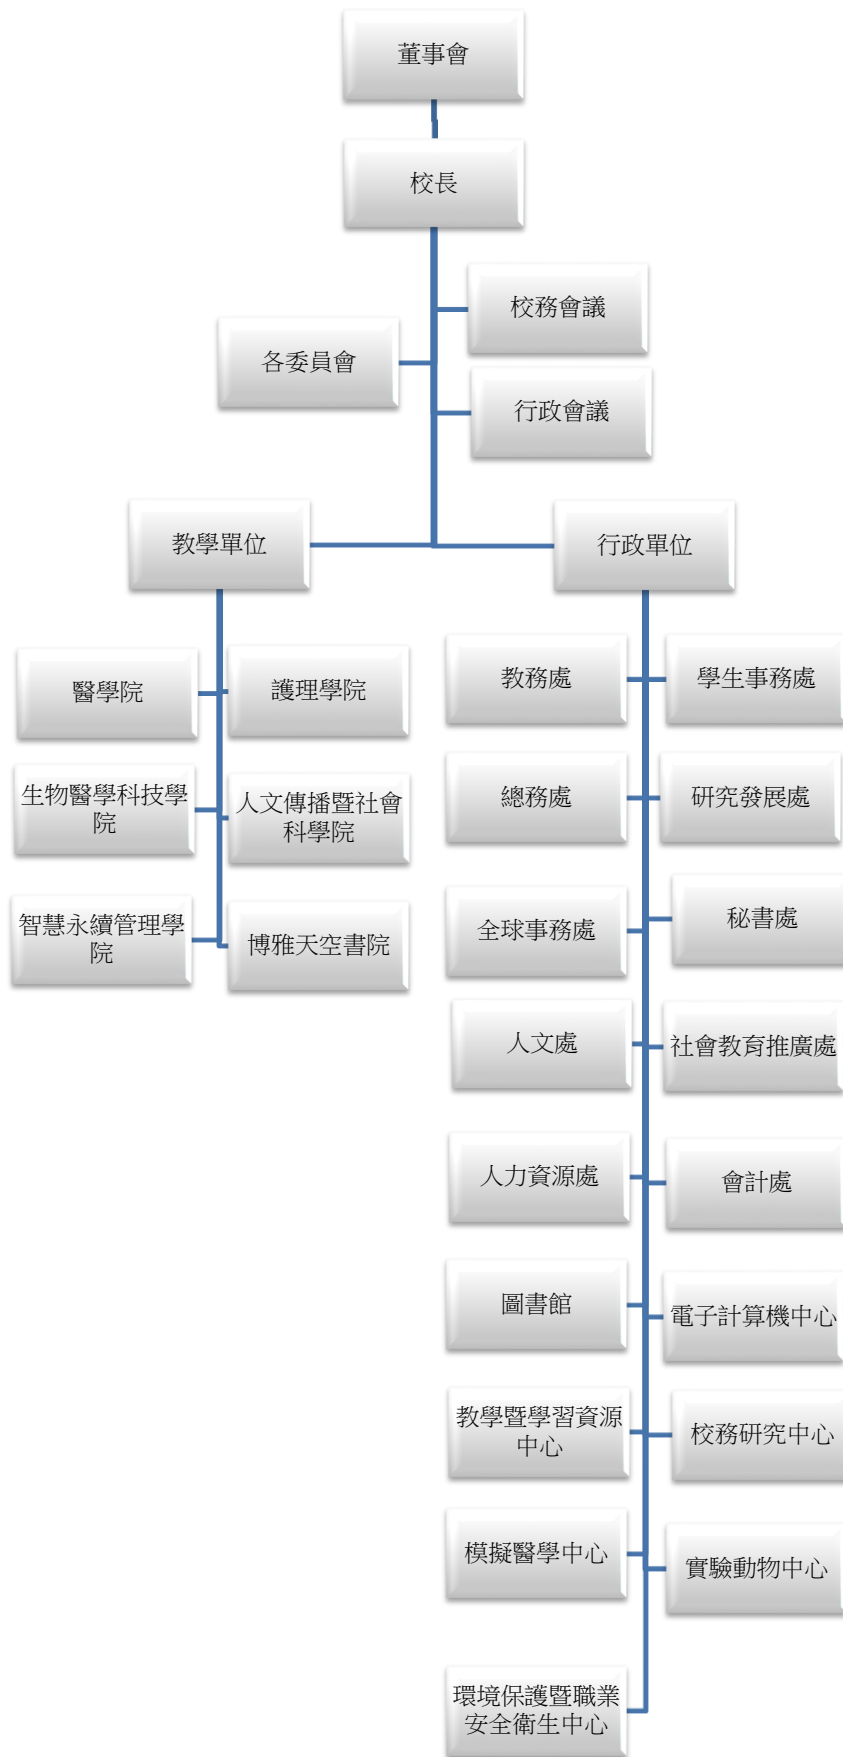 董事會
校長
校務會議
各委員會
行政會議
教學單位
行政單位
醫學院
護理學院
生物醫學科技學
院
人文傳播暨社會
科學院
智慧永續管理學
院
博雅天空書院
教務處
學生事務處
總務處
研究發展處
全球事務處
秘書處
人文處
社會教育推廣處
人力資源處
會計處
圖書館
電子計算機中心
教學暨學習資源
中心
校務研究中心
模擬醫學中心
實驗動物中心
環境保護暨職業
安全衛生中心